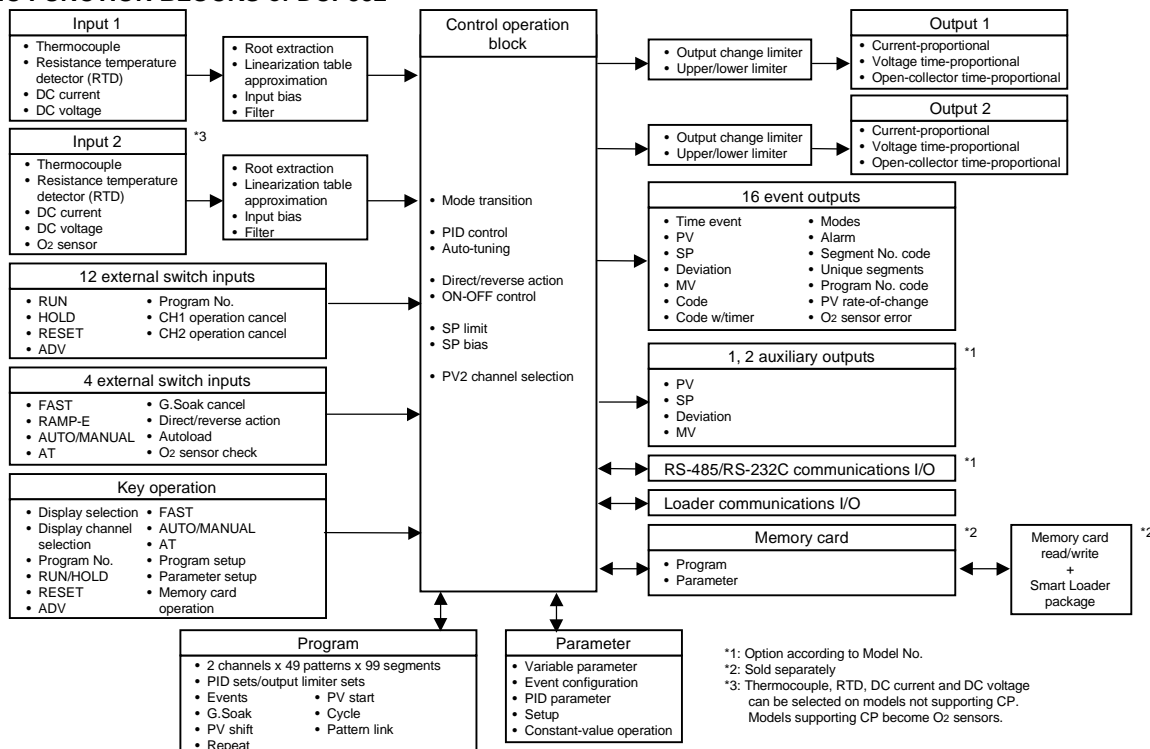 Input 1
• Thermocouple
• Resistance temperature
detector (RTD)
• DC current
• DC voltage
• Root extraction
• Linearization table
approximation
• Input bias
• Filter
Input 2
*3
• Thermocouple
• Resistance temperature
detector (RTD)
• DC current
• DC voltage
• O2 sensor
• Root extraction
• Linearization table
approximation
• Input bias
• Filter
12 external switch inputs
• RUN
• HOLD
• RESET
• ADV
• Program No.
• CH1 operation cancel
• CH2 operation cancel
4 external switch inputs
• FAST
• RAMP-E
• AUTO/MANUAL
• AT
• G.Soak cancel
• Direct/reverse action
• Autoload
• O2 sensor check
Key operation
• Display selection
• Display channel
selection
• Program No.
• RUN/HOLD
• RESET
• ADV
• FAST
• AUTO/MANUAL
• AT
• Program setup
• Parameter setup
• Memory card
operation
Control operation
block
• Mode transition
• PID control
• Auto-tuning
• Direct/reverse action
• ON-OFF control
• SP limit
• SP bias
• PV2 channel selection
• Output change limiter
• Upper/lower limiter
Output 1
• Current-proportional
• Voltage time-proportional
• Open-collector time-proportional
• Output change limiter
• Upper/lower limiter
Output 2
• Current-proportional
• Voltage time-proportional
• Open-collector time-proportional
16 event outputs
• Time event
• PV
• SP
• Deviation
• MV
• Code
• Code w/timer
• Modes
• Alarm
• Segment No. code
• Unique segments
• Program No. code
• PV rate-of-change
• O2 sensor error
1, 2 auxiliary outputs
*1
• PV
• SP
• Deviation
• MV
RS-485/RS-232C communications I/O
*1
Loader communications I/O
Memory card
*2
• Program
• Parameter
Memory card
read/write
+
Smart Loader
package
*2
Program
• 2 channels x 49 patterns x 99 segments
• PID sets/output limiter sets
• Events
• G.Soak
• PV shift
• Repeat
• PV start
• Cycle
• Pattern link
Parameter
• Variable parameter
• Event configuration
• PID parameter
• Setup
• Constant-value operation
*1: Option according to Model No.
*2: Sold separately
*3: Thermocouple, RTD, DC current and DC voltage
can be selected on models not supporting CP.
Models supporting CP become O2 sensors.